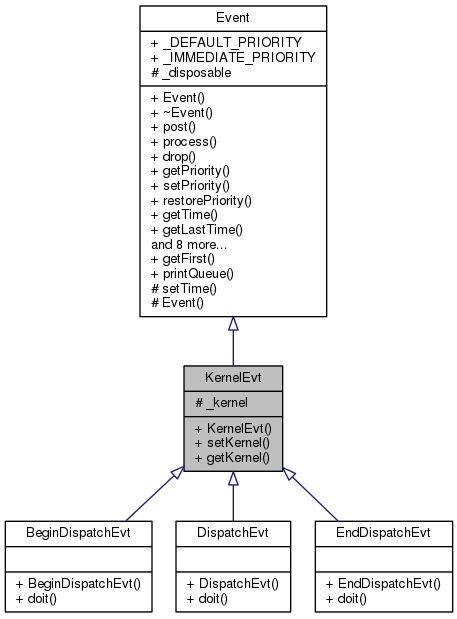 Event
+ _DEFAULT_PRIORITY
+ _IMMEDIATE_PRIORITY
# _disposable
+ Event()
+ ~Event()
+ post()
+ process()
+ drop()
+ getPriority()
+ setPriority()
+ restorePriority()
+ getTime()
+ getLastTime()
and 8 more...
+ getFirst()
+ printQueue()
# setTime()
# Event()
KernelEvt
# _kernel
+ KernelEvt()
+ setKernel()
+ getKernel()
BeginDispatchEvt
+ BeginDispatchEvt()
+ doit()
DispatchEvt
+ DispatchEvt()
+ doit()
EndDispatchEvt
+ EndDispatchEvt()
+ doit()